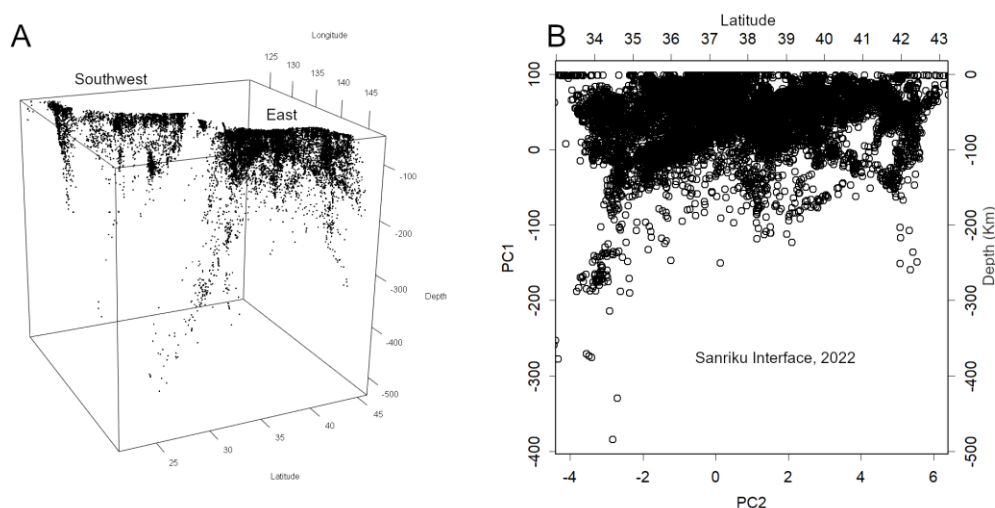 A
Longitude
125
130
135
140
145
Southwest
East
-100
-200
-300
Depth
-400
-500
25
30
35
40
45
Latitude
B
Latitude
34 35 36 37 38 39 40 41 42 43
100 0
0 -100
-100 -200
-200 -300
-300 -400
-400 -500
PC1
Depth (Km)
Sanriku Interface, 2022
-4 -2 0 2 4 6
PC2